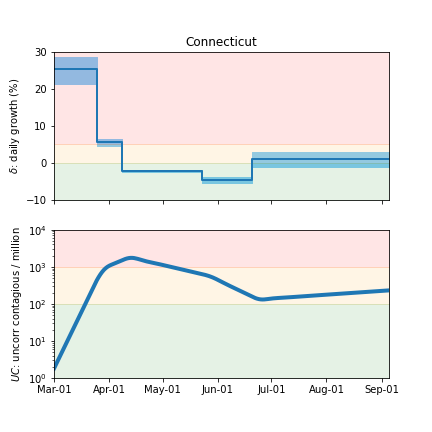 Connecticut
δ: daily growth (%)
30
20
10
0
−10
UC: uncorr contagious / million
10⁴
10³
10²
10¹
10⁰
Mar-01 Apr-01 May-01 Jun-01 Jul-01 Aug-01 Sep-01